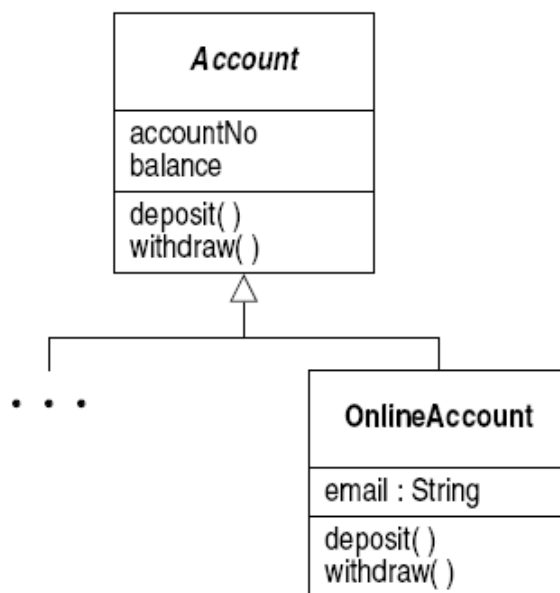 Account
accountNo
balance
deposit( )
withdraw( )
. . .
OnlineAccount
email : String
deposit( )
withdraw( )